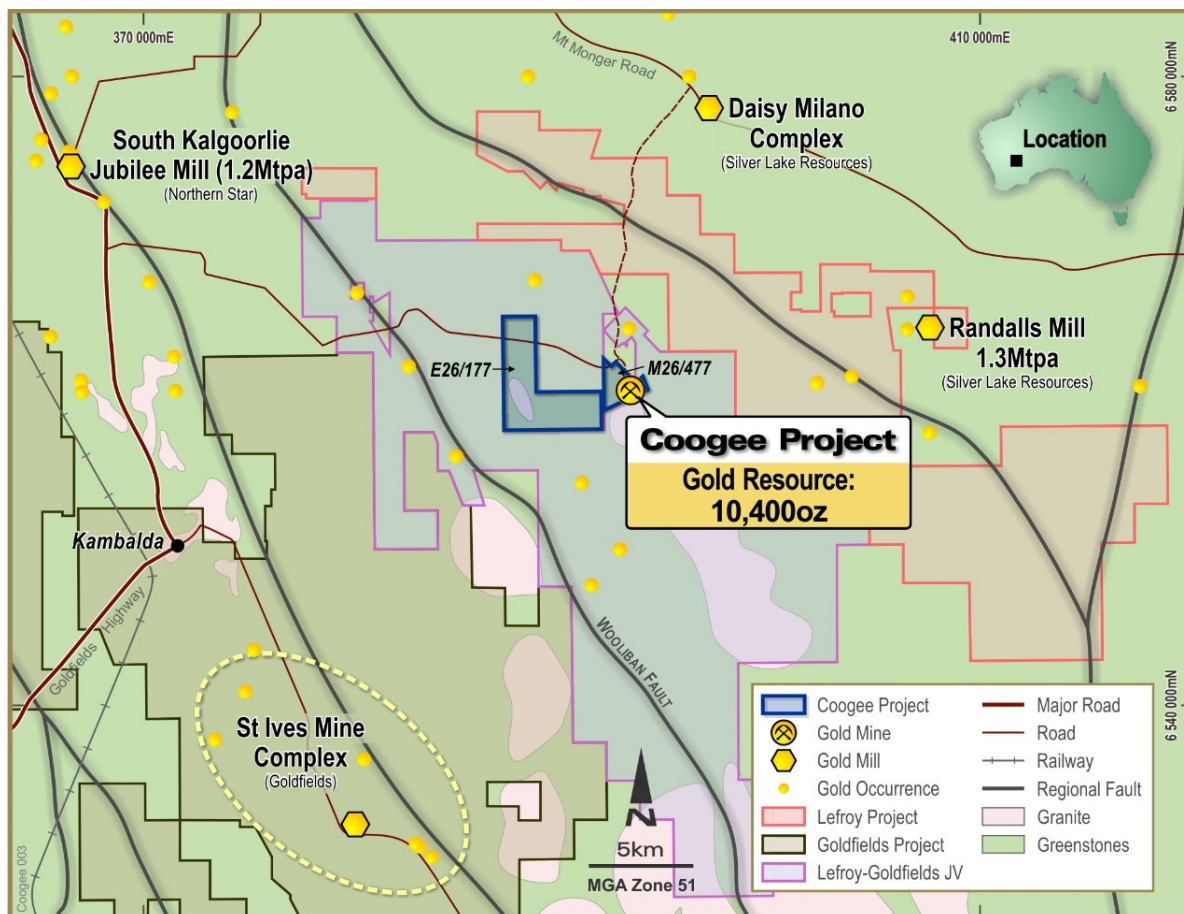 370 000mE
410 000mE
6 580 000mN
Mt Monger Road
Daisy Milano
Complex
(Silver Lake Resources)
Location
South Kalgoorlie
Jubilee Mill (1.2Mtpa)
(Northern Star)
Randalls Mill
1.3Mtpa
(Silver Lake Resources)
E26/177
M26/477
Coogee Project
Gold Resource:
10,400oz
Kambalda
Goldfields Highway
WOOLIBAN FAULT
St Ives Mine
Complex
(Goldfields)
6 540 000mN
N
5km
MGA Zone 51
Coogee Project
Gold Mine
Gold Mill
Gold Occurrence
Lefroy Project
Goldfields Project
Lefroy-Goldfields JV
Major Road
Road
Railway
Regional Fault
Granite
Greenstones
Coogee 003